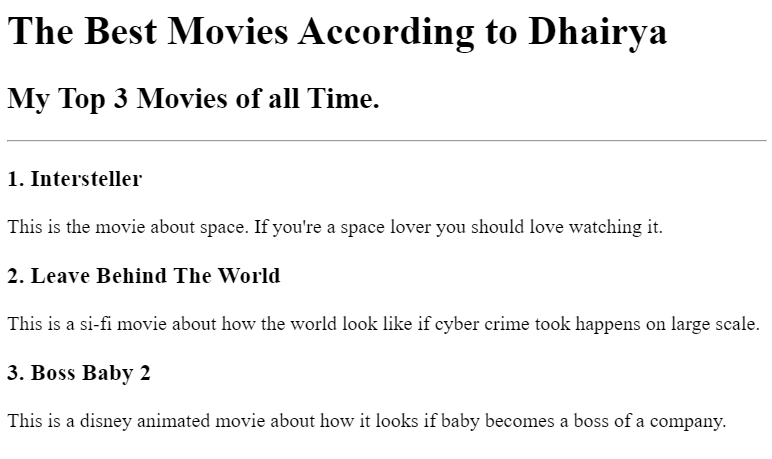 The Best Movies According to Dhairya
My Top 3 Movies of all Time.
1. Intersteller
This is the movie about space. If you're a space lover you should love watching it.
2. Leave Behind The World
This is a si-fi movie about how the world look like if cyber crime took happens on large scale.
3. Boss Baby 2
This is a disney animated movie about how it looks if baby becomes a boss of a company.